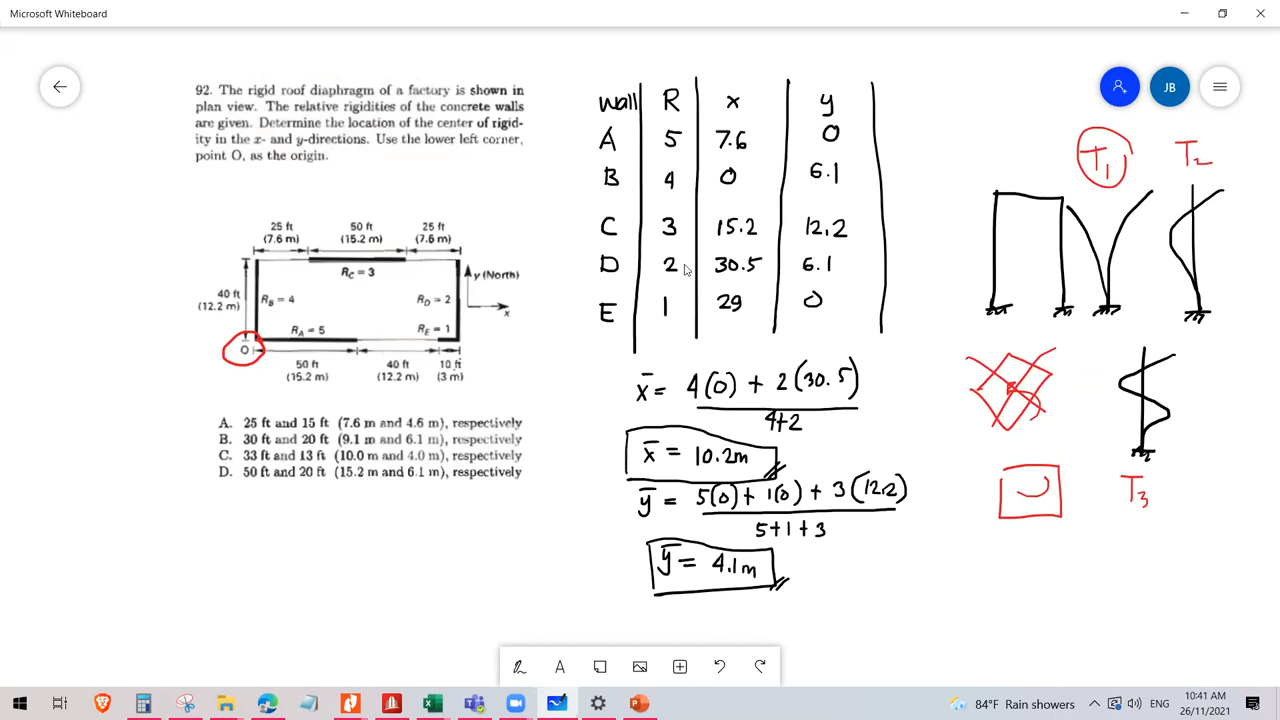 Microsoft Whiteboard
JB
92. The rigid roof diaphragm of a factory is shown in
plan view. The relative rigidities of the concrete walls
are given. Determine the location of the center of rigid-
ity in the x- and y-directions. Use the lower left corner,
point O, as the origin.
25 ft 50 ft 25 ft
(7.6 m) (15.2 m) (7.6 m)
RC = 3
y (North)
40 ft
(12.2 m)
RB = 4
RD = 2
x
RA = 5
RE = 1
O
50 ft 40 ft 10 ft
(15.2 m) (12.2 m) (3 m)
A. 25 ft and 15 ft (7.6 m and 4.6 m), respectively
B. 30 ft and 20 ft (9.1 m and 6.1 m), respectively
C. 33 ft and 13 ft (10.0 m and 4.0 m), respectively
D. 50 ft and 20 ft (15.2 m and 6.1 m), respectively
wall R x y
A 5 7.6 0
B 4 0 6.1
C 3 15.2 12.2
D 2 30.5 6.1
E 1 29 0
x̄ = 4(0) + 2(30.5)
4+2
x̄ = 10.2m
ȳ = 5(0) + 1(0) + 3(12.2)
5+1+3
ȳ = 4.1m
T1 T2
T3
84°F Rain showers
ENG
10:41 AM
26/11/2021